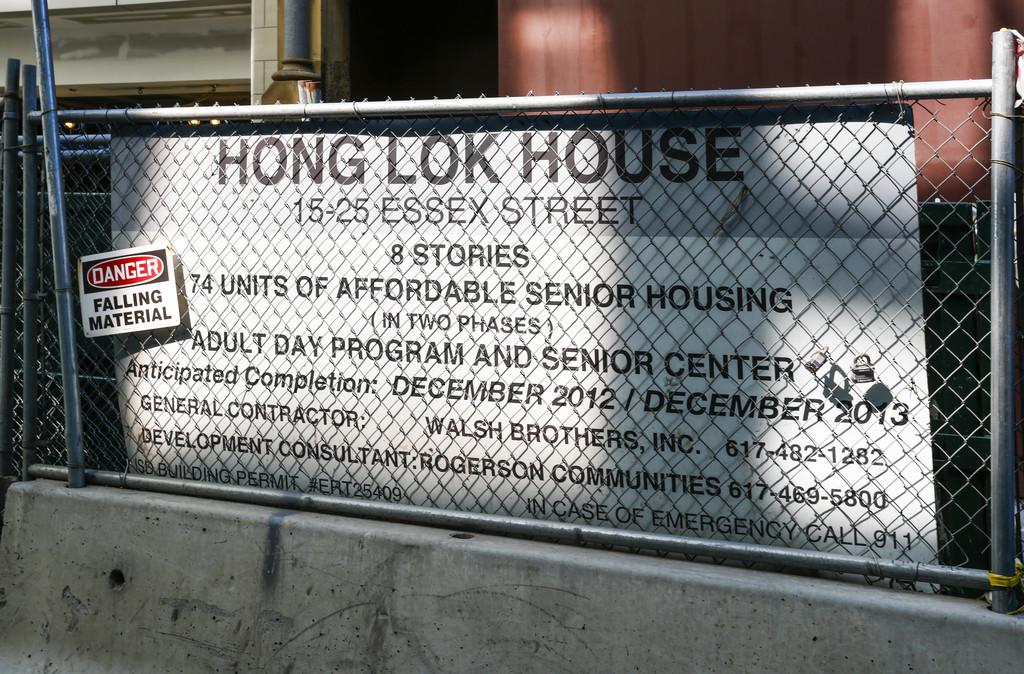 HONG LOK HOUSE
15-25 ESSEX STREET
8 STORIES
74 UNITS OF AFFORDABLE SENIOR HOUSING
( IN TWO PHASES )
ADULT DAY PROGRAM AND SENIOR CENTER
Anticipated Completion: DECEMBER 2012 / DECEMBER 2013
GENERAL CONTRACTOR: WALSH BROTHERS, INC. 617-482-1282
DEVELOPMENT CONSULTANT: ROGERSON COMMUNITIES 617-469-5800
BUILDING PERMIT #ERT25409
IN CASE OF EMERGENCY CALL 911
DANGER
FALLING
MATERIAL